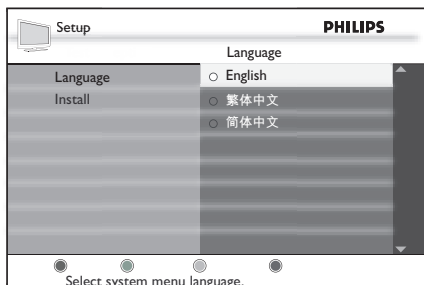 Setup
PHILIPS
Language
Language
English
Install
繁体中文
简体中文
Select system menu language.